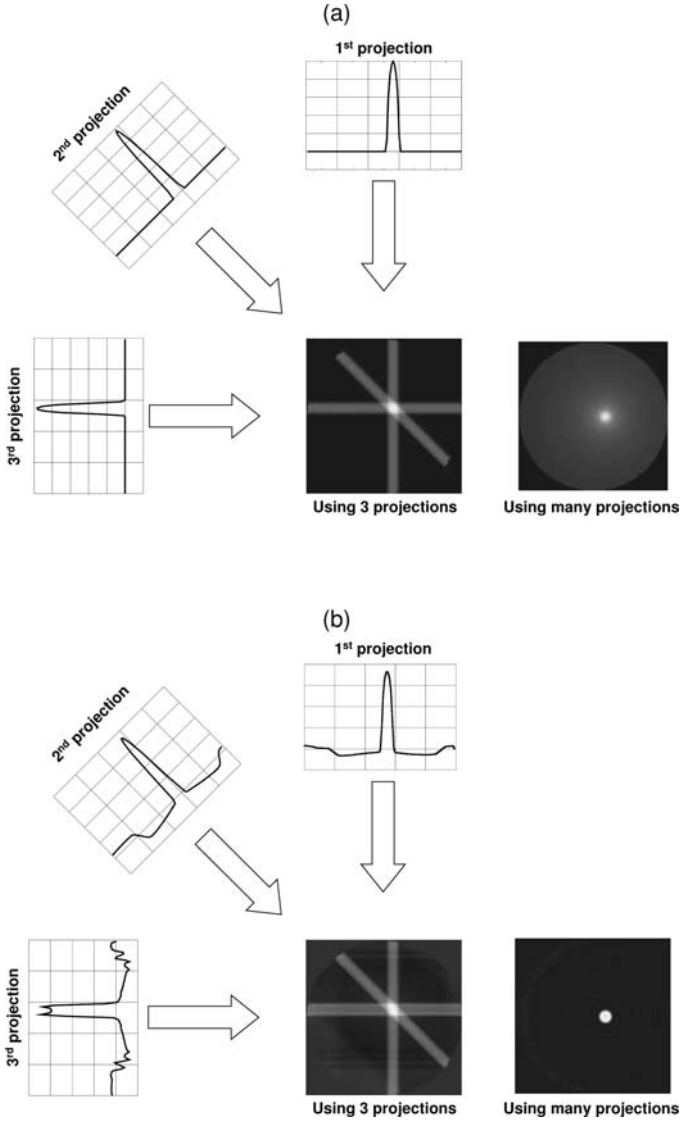 (a)
1st projection
2nd projection
3rd projection
Using 3 projections
Using many projections
(b)
1st projection
2nd projection
3rd projection
Using 3 projections
Using many projections